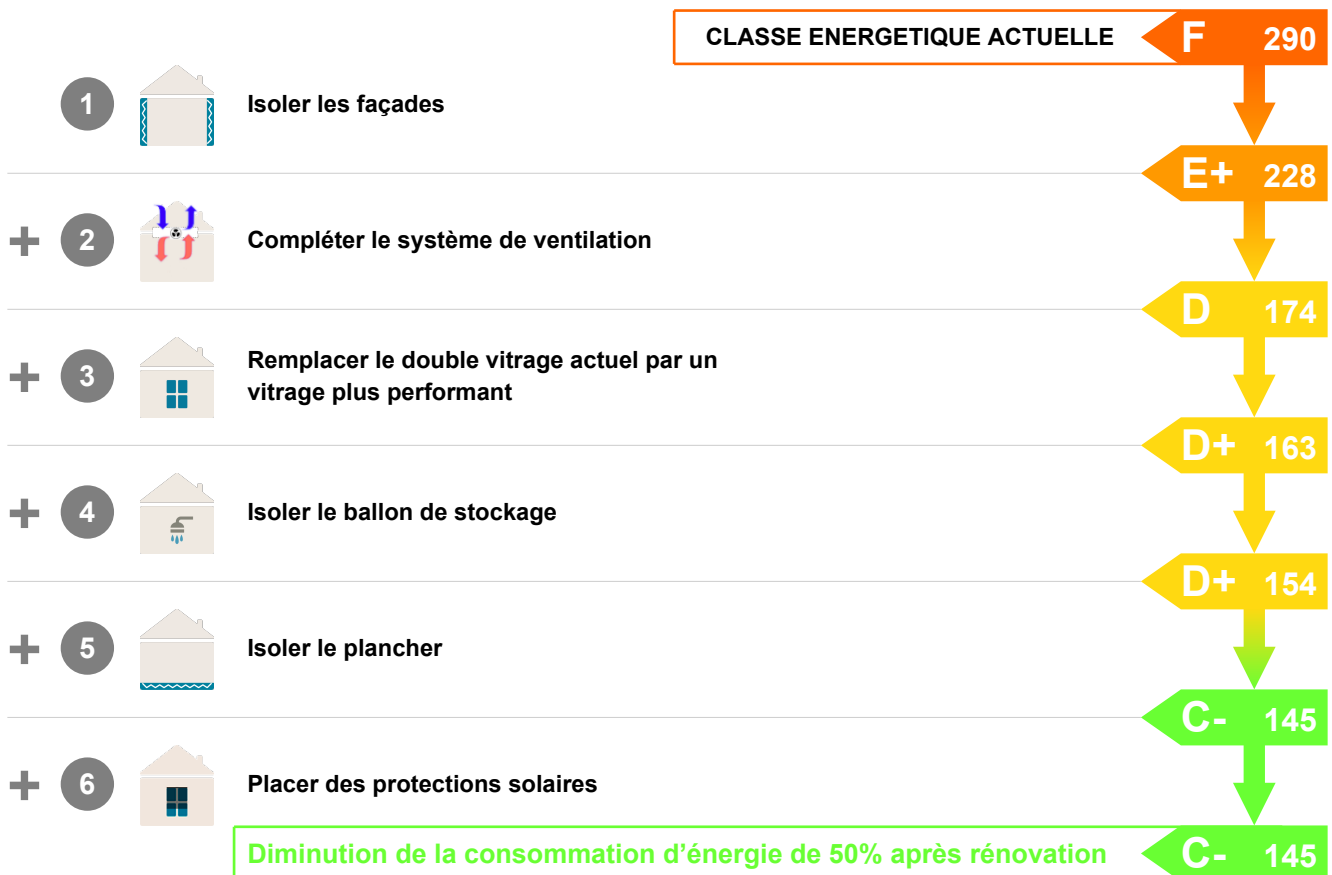 CLASSE ENERGETIQUE ACTUELLE F 290
1 Isoler les façades
E+ 228
+ 2 Compléter le système de ventilation
D 174
+ 3 Remplacer le double vitrage actuel par un
vitrage plus performant
D+ 163
+ 4 Isoler le ballon de stockage
D+ 154
+ 5 Isoler le plancher
C- 145
+ 6 Placer des protections solaires
Diminution de la consommation d’énergie de 50% après rénovation C- 145